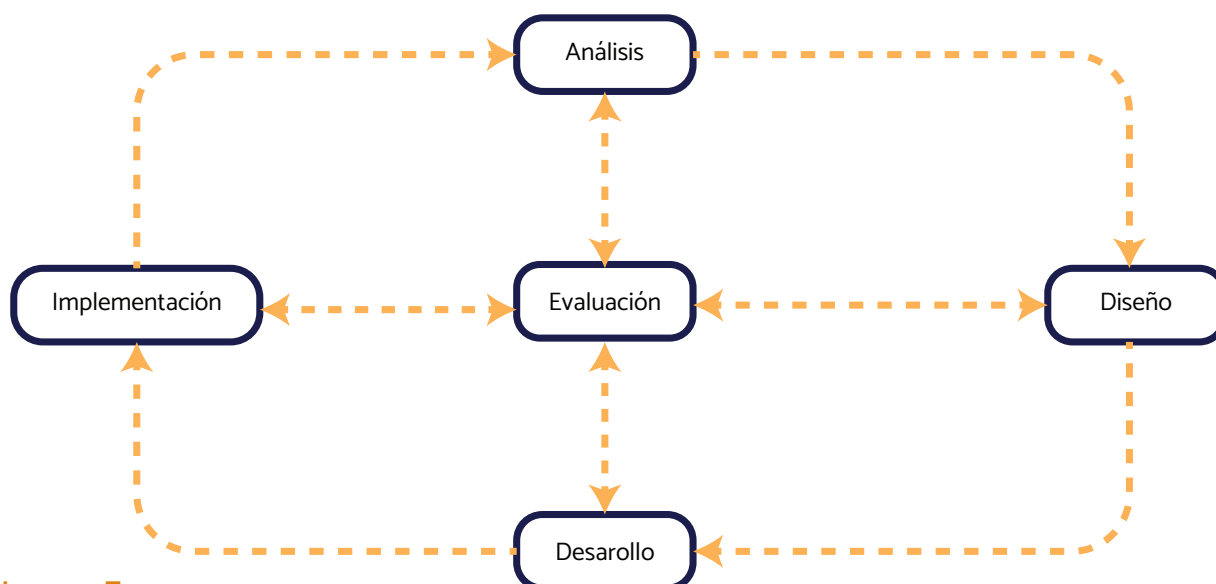 Análisis
Implementación
Evaluación
Diseño
Desarollo